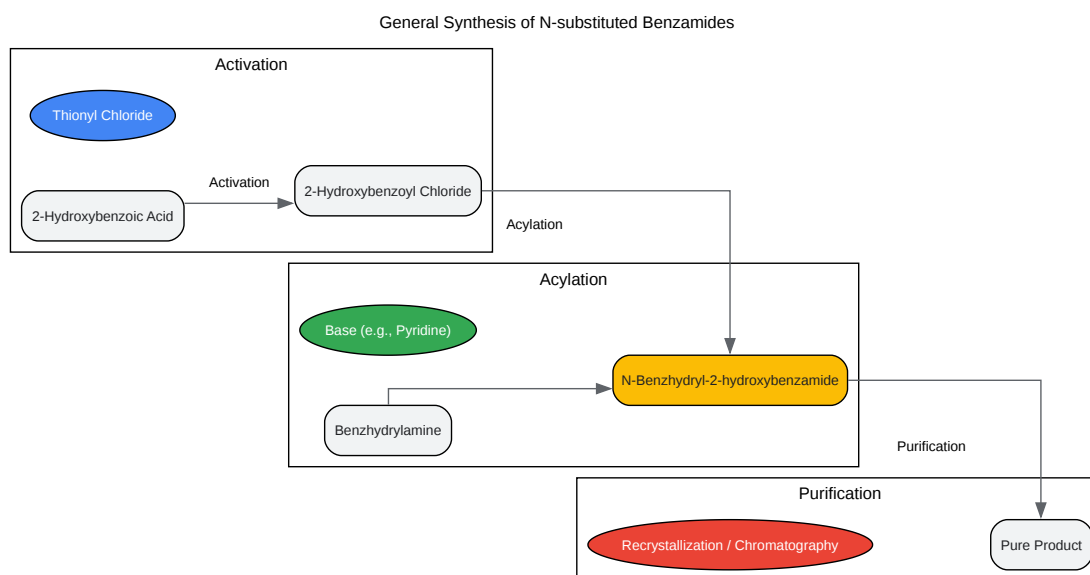 General Synthesis of N-substituted Benzamides
Activation
Thionyl Chloride
Activation
2-Hydroxybenzoyl Chloride
2-Hydroxybenzoic Acid
Acylation
Acylation
Base (e.g., Pyridine)
N-Benzhydryl-2-hydroxybenzamide
Benzhydrylamine
Purification
Purification
Recrystallization / Chromatography
Pure Product